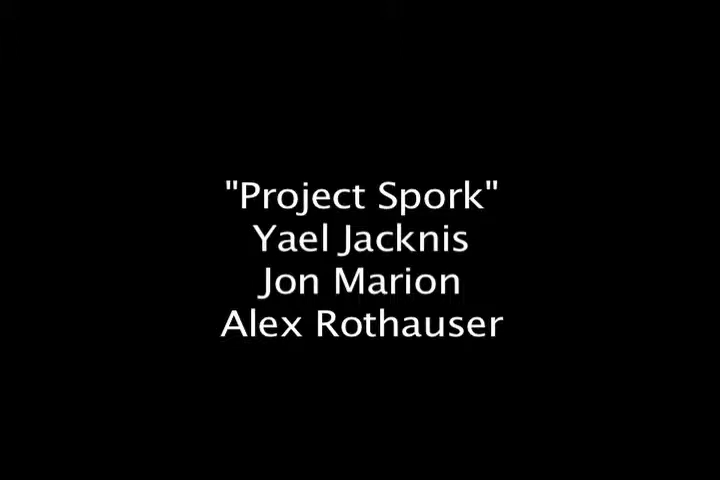 "Project Spork"
Yael Jacknis
Jon Marion
Alex Rothauser